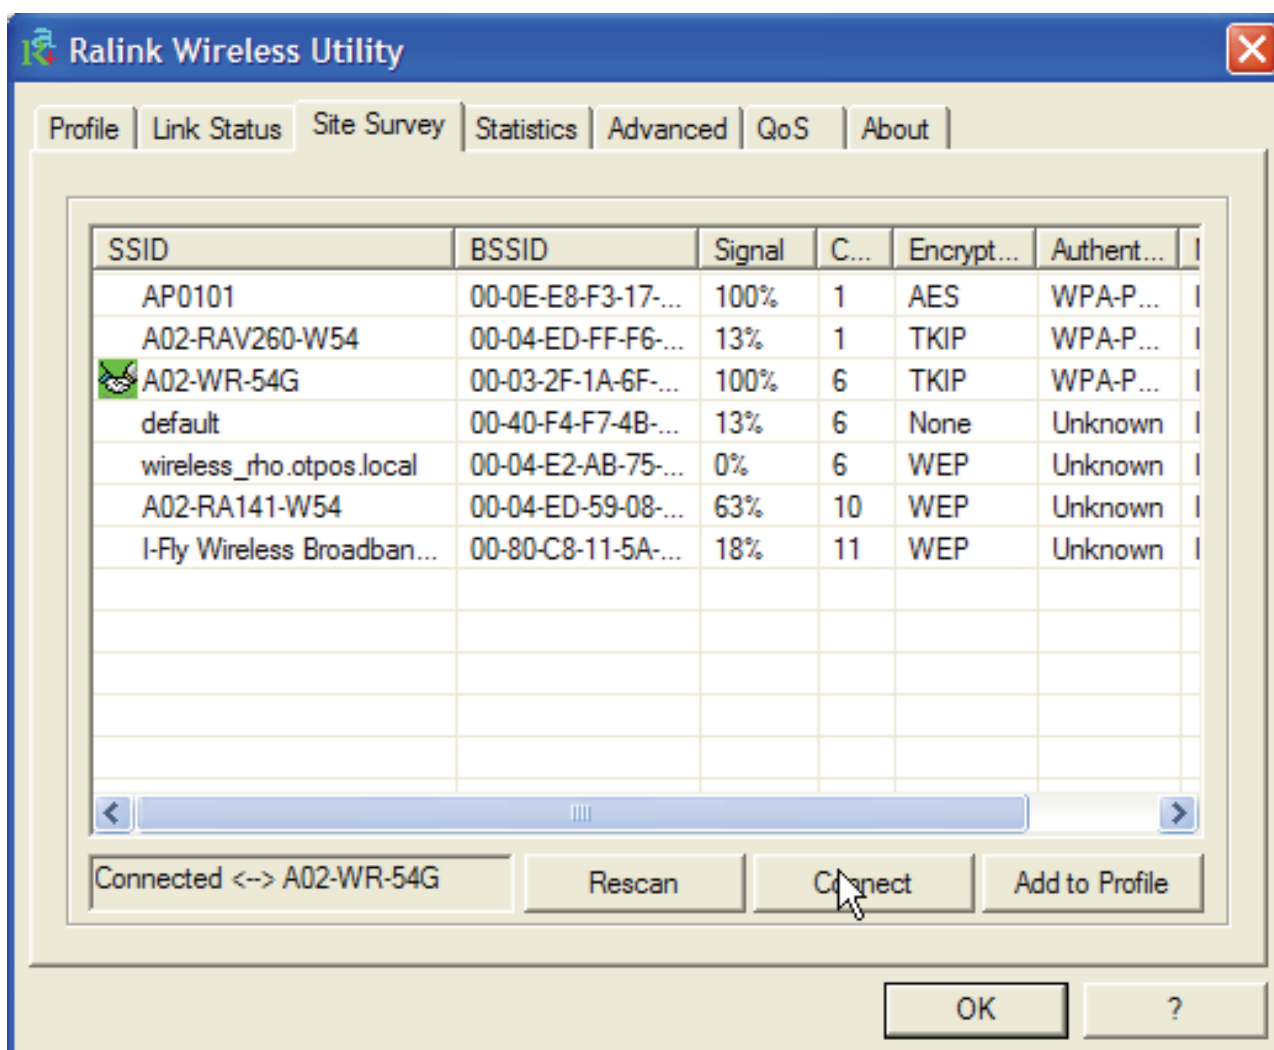 Ralink Wireless Utility
Profile Link Status Site Survey Statistics Advanced QoS About
SSID BSSID Signal C... Encrypt... Authent...
AP0101 00-0E-E8-F3-17-... 100% 1 AES WPA-P...
A02-RAV260-W54 00-04-ED-FF-F6-... 13% 1 TKIP WPA-P...
A02-WR-54G 00-03-2F-1A-6F-... 100% 6 TKIP WPA-P...
default 00-40-F4-F7-4B-... 13% 6 None Unknown
wireless_rho.otpos.local 00-04-E2-AB-75-... 0% 6 WEP Unknown
A02-RA141-W54 00-04-ED-59-08-... 63% 10 WEP Unknown
I-Fly Wireless Broadban... 00-80-C8-11-5A-... 18% 11 WEP Unknown
Connected <--> A02-WR-54G Rescan Connect Add to Profile
OK ?